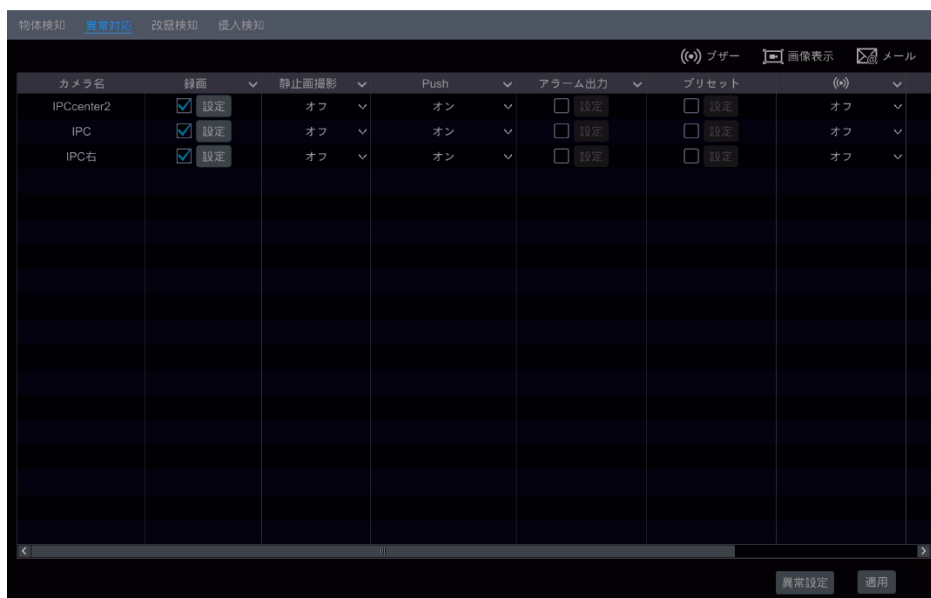 物体検知 異常対応 改竄検知 侵入検知
ブザー 画像表示 メール
カメラ名 録画 静止画撮影 Push アラーム出力 プリセット
IPCcenter2 設定 オフ オン 設定 設定 オフ
IPC 設定 オフ オン 設定 設定 オフ
IPC右 設定 オフ オン 設定 設定 オフ
異常設定 適用